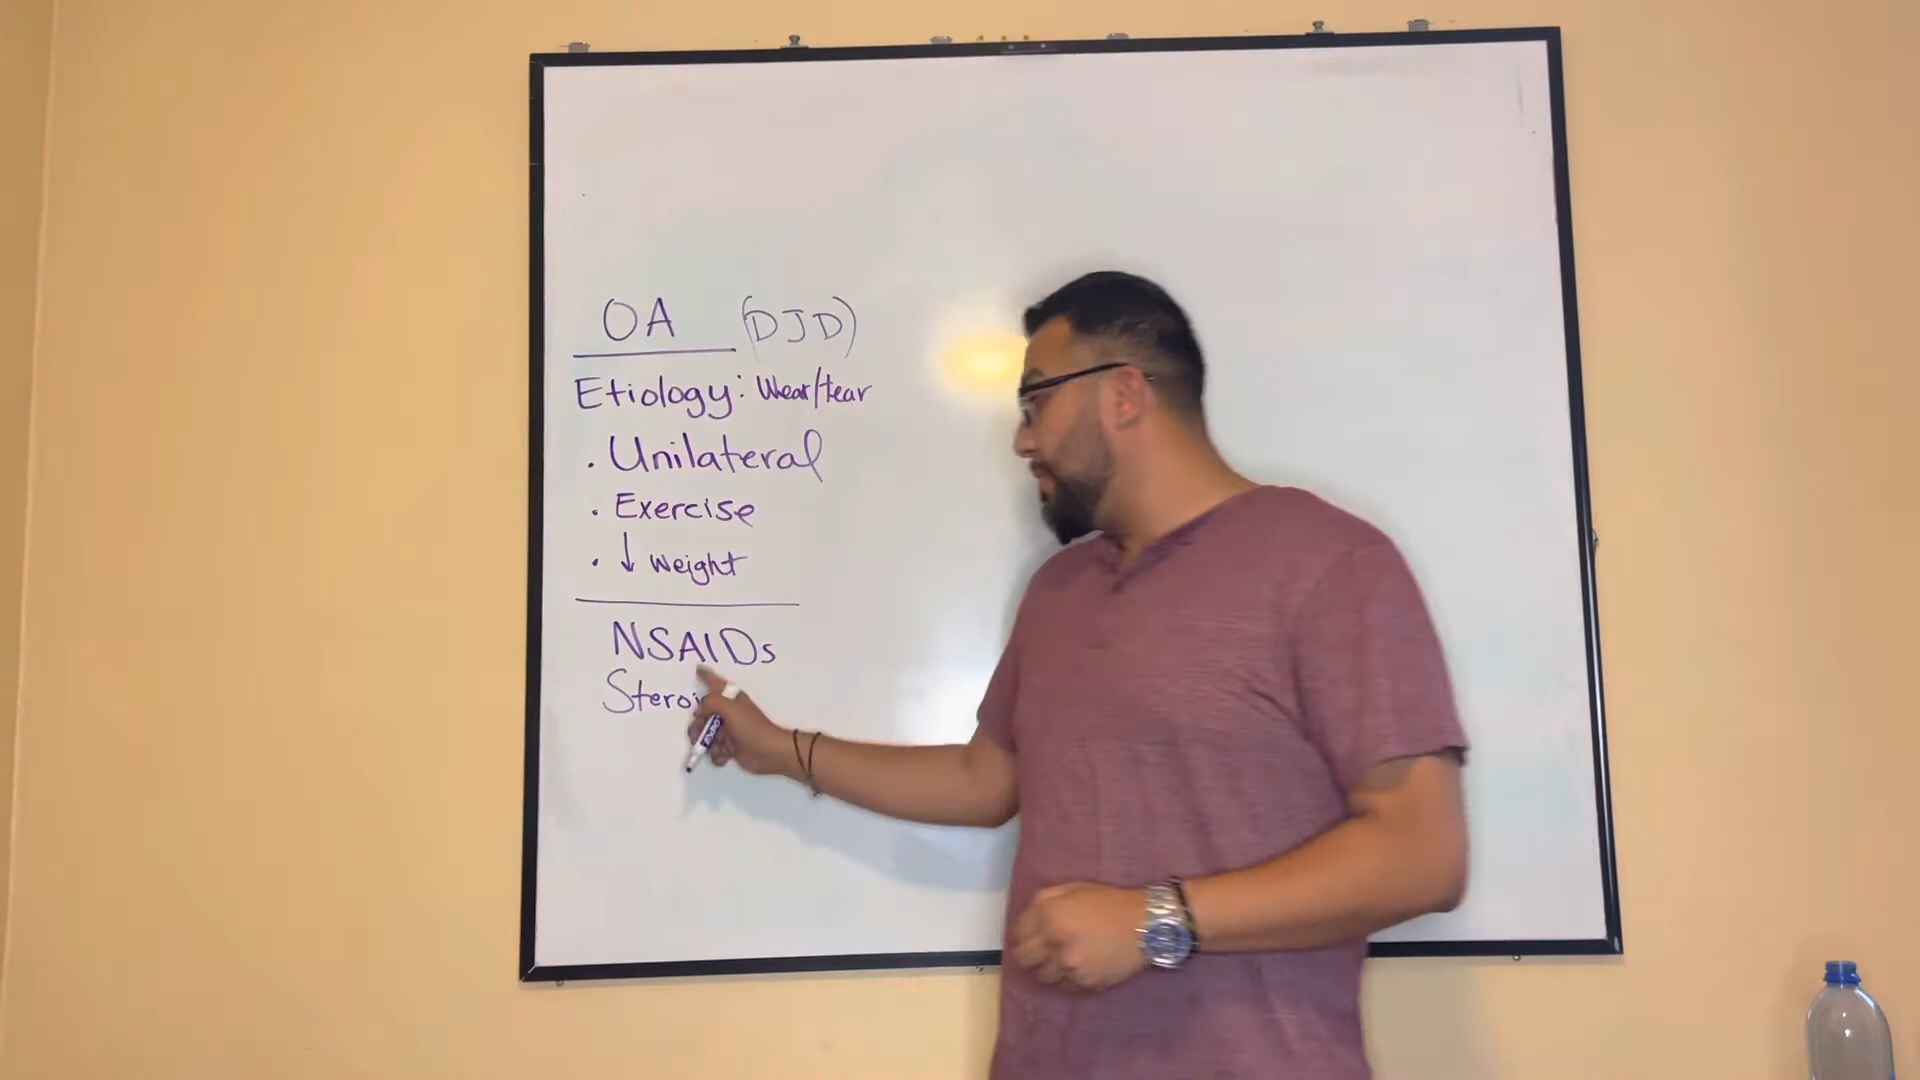 OA (DJD)
Etiology: Wear/tear
. Unilateral
. Exercise
. ↓ weight
NSAIDs